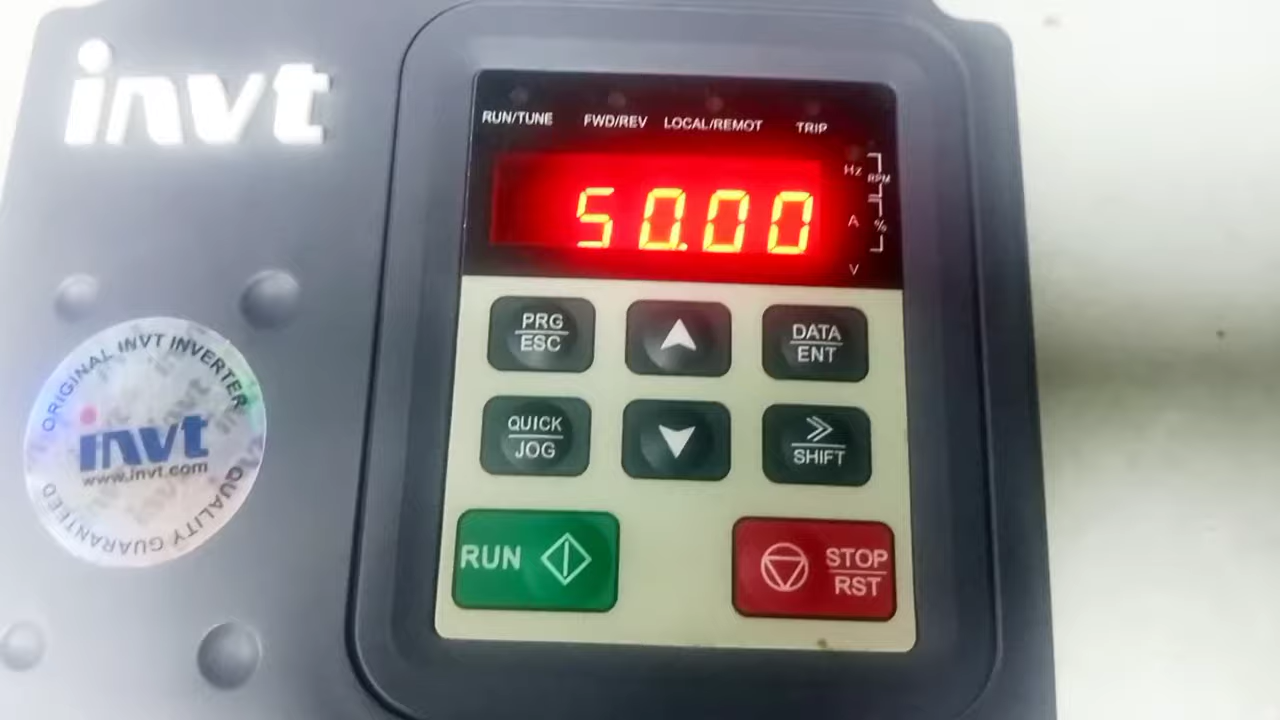 invt
RUN/TUNE FWD/REV LOCAL/REMOT TRIP
50.00
Hz
RPM
A
%
V
PRG
ESC
DATA
ENT
QUICK
JOG
SHIFT
RUN
STOP
RST
ORIGINAL INVT INVERTER
invt
www.invt.com
QUALITY GUARANTEED